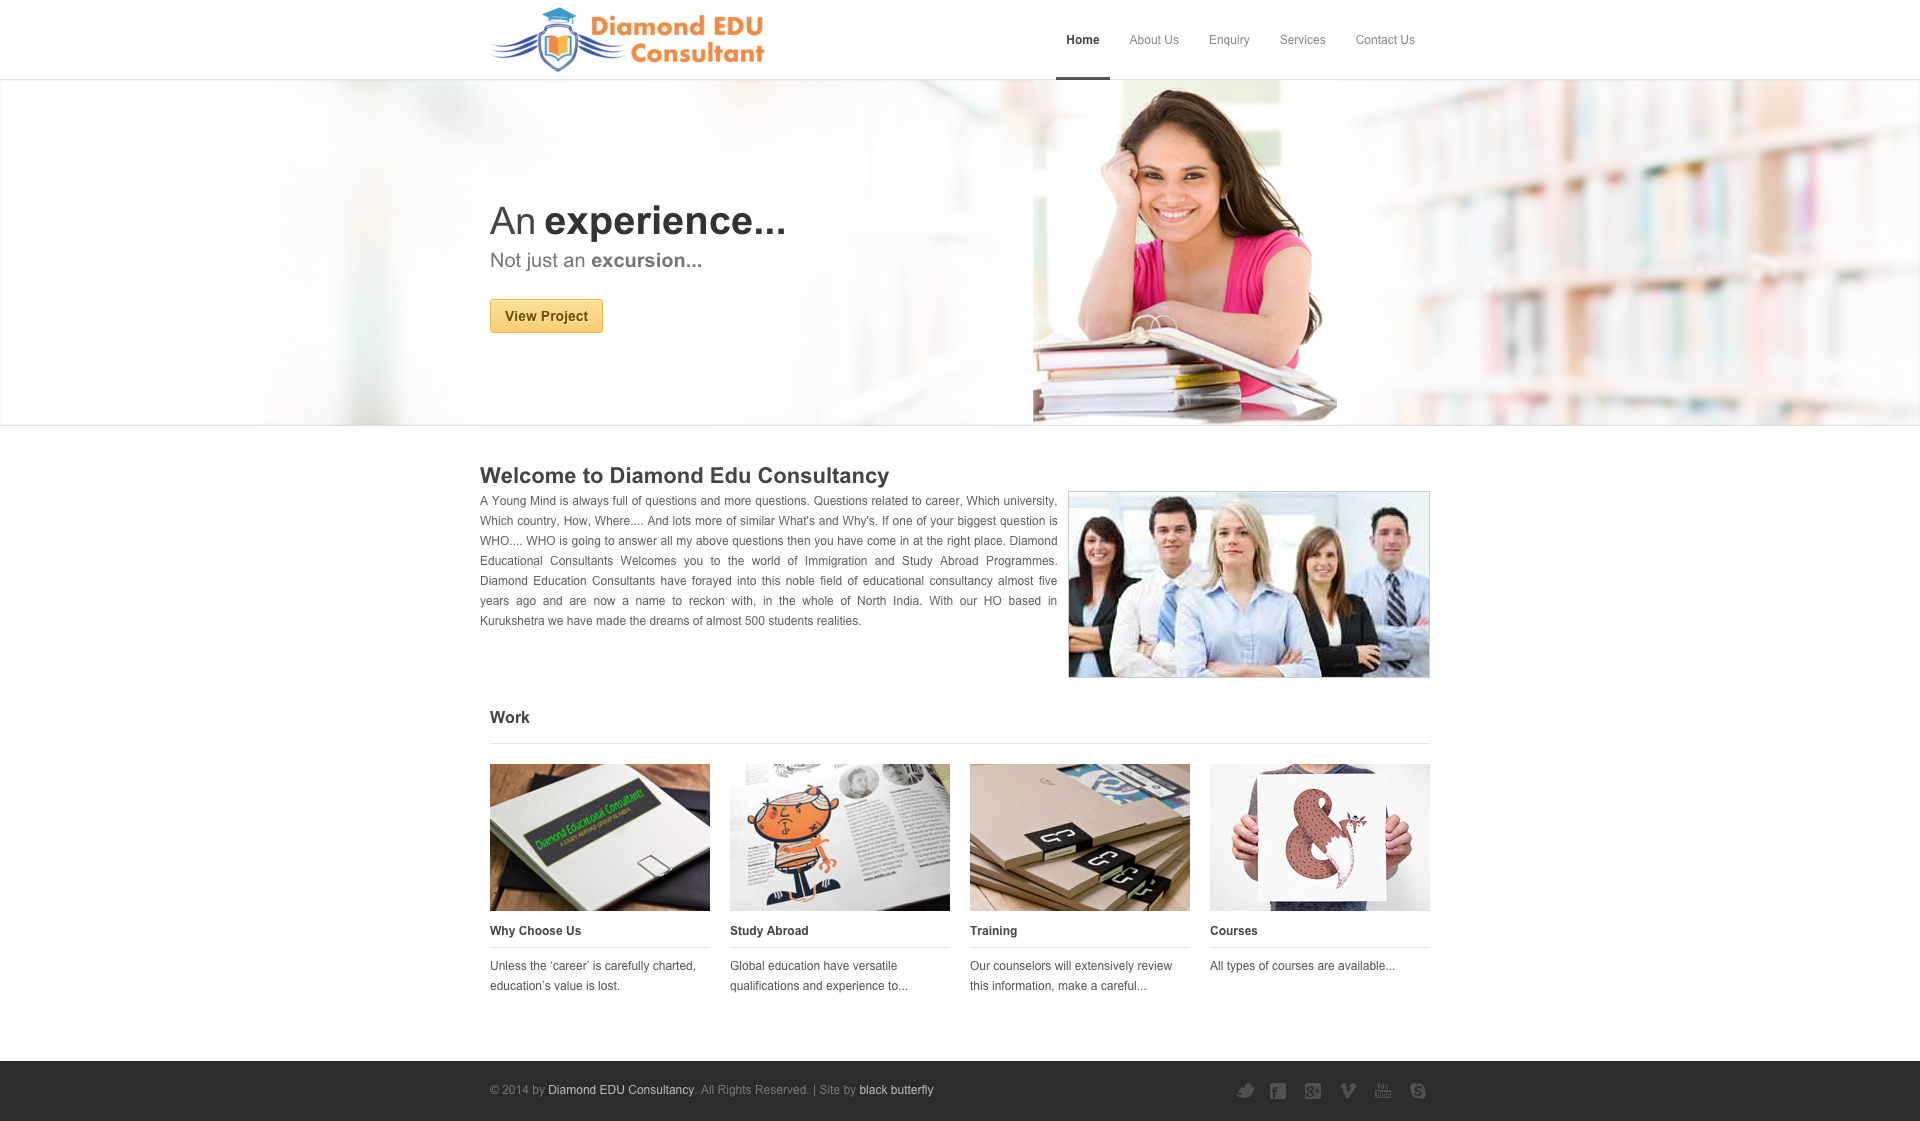 Diamond EDU
Consultant
Home
About Us
Enquiry
Services
Contact Us
An experience...
Not just an excursion...
View Project
Welcome to Diamond Edu Consultancy
A Young Mind is always full of questions and more questions. Questions related to career, Which university,
Which country, How, Where.... And lots more of similar What's and Why's. If one of your biggest question is
WHO.... WHO is going to answer all my above questions then you have come in at the right place. Diamond
Educational Consultants Welcomes you to the world of Immigration and Study Abroad Programmes.
Diamond Education Consultants have forayed into this noble field of educational consultancy almost five
years ago and are now a name to reckon with, in the whole of North India. With our HO based in
Kurukshetra we have made the dreams of almost 500 students realities.
Work
Diamond Educational Consultants
A STUDY ABROAD GROUP IN INDIA
Why Choose Us
Study Abroad
Training
Courses
Unless the ‘career’ is carefully charted,
education’s value is lost.
Global education have versatile
qualifications and experience to...
Our counselors will extensively review
this information, make a careful...
All types of courses are available...
© 2014 by Diamond EDU Consultancy. All Rights Reserved. | Site by black butterfly